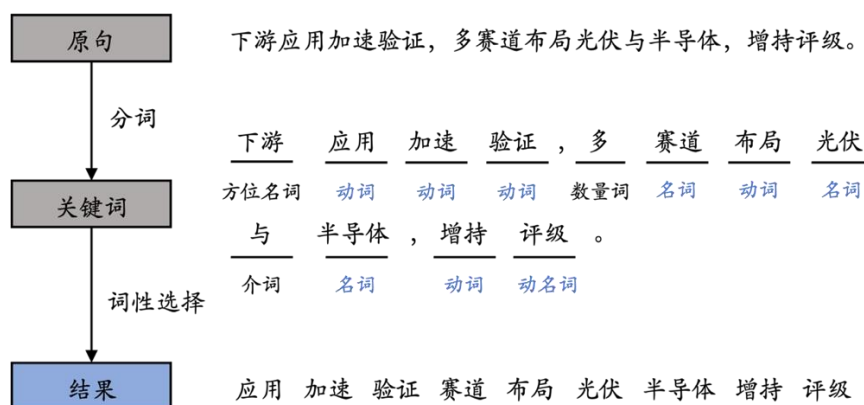 原句
下游应用加速验证，多赛道布局光伏与半导体，增持评级。
分词
下游 应用 加速 验证 ， 多 赛道 布局 光伏
方位名词 动词 动词 动词 数量词 名词 动词 名词
关键词
与 半导体 ， 增持 评级 。
介词 名词 动词 动名词
词性选择
结果
应用 加速 验证 赛道 布局 光伏 半导体 增持 评级